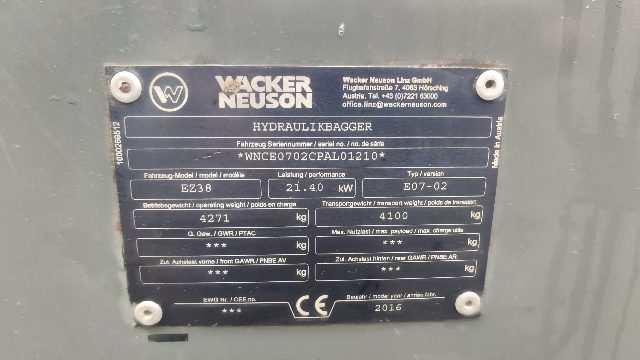 WACKER
NEUSON
Wacker Neuson Linz GmbH
Flughafenstraße 7, 4063 Hörsching
Austria, Tel. +43 (0)7221 63000
office.linz@wackerneuson.com
HYDRAULIKBAGGER
Fahrzeug Seriennummer / serial no. / no. de série
*WNCE0702CPAL01210*
Fahrzeug-Model / model / modèle
Leistung / performance
Typ / version
EZ38
21.40 kW
E07-02
Betriebsgewicht / operating weight / poids en charge
Transportgewicht / transport weight / poids de transport
4271 kg
4100 kg
G. Gew. / GWR / PTAC
Max. Nutzlast / max. payload / max. charge utile
*** kg
*** kg
Zul. Achslast vorne / front GAWR / PNBE AV
Zul. Achslast hinten / rear GAWR / PNBE AR
*** kg
*** kg
EWG Nr. / CEE no.
***
CE
Baujahr / model year / année fabr.
2016
1000289512
Made in Austria